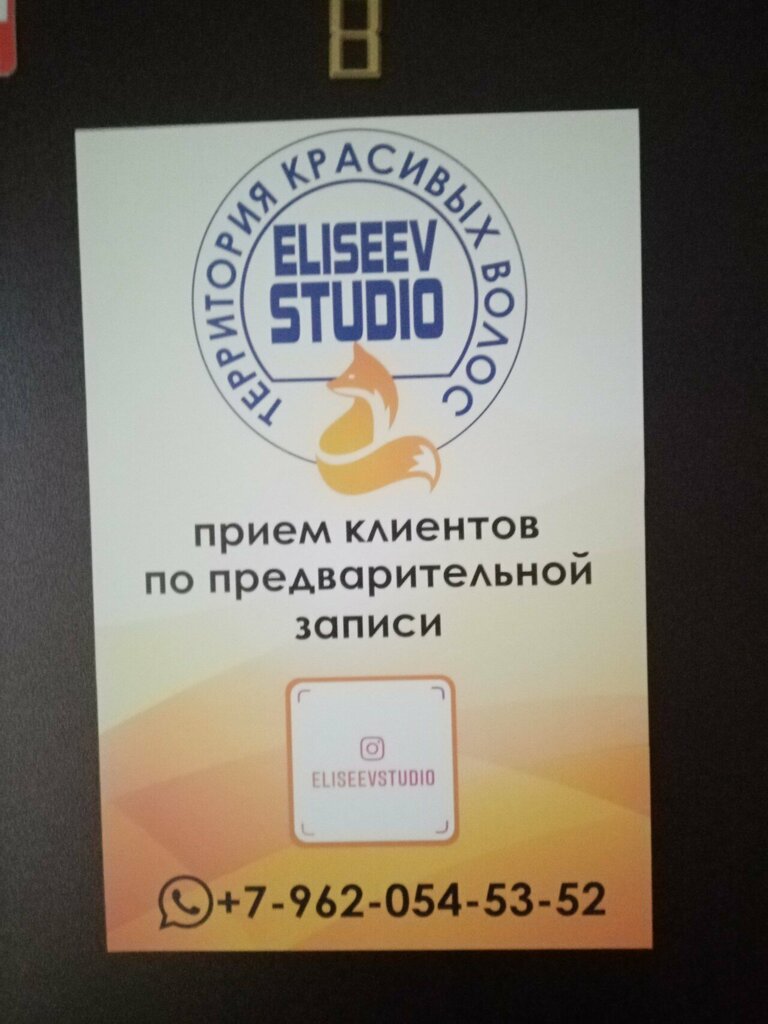 ТЕРРИТОРИЯ КРАСИВЫХ ВОЛОС
ELISEEV
STUDIO
прием клиентов
по предварительной
записи
ELISEEVSTUDIO
+7-962-054-53-52